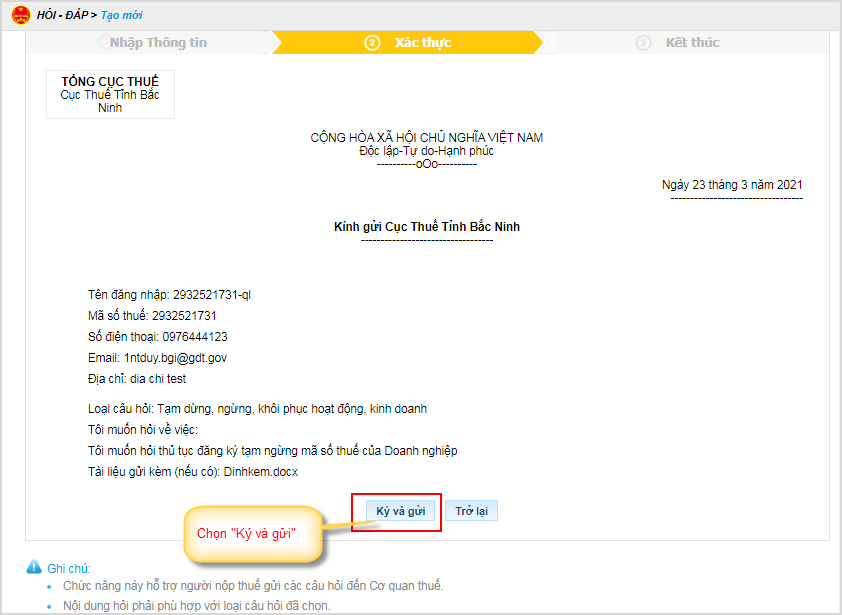 HỎI - ĐÁP > Tạo mới
1 Nhập Thông tin
2 Xác thực
3 Kết thúc
TỔNG CỤC THUẾ
Cục Thuế Tỉnh Bắc
Ninh
CỘNG HÒA XÃ HỘI CHỦ NGHĨA VIỆT NAM
Độc lập-Tự do-Hạnh phúc
----------oOo----------
Ngày 23 tháng 3 năm 2021
----------------------------------
Kính gửi Cục Thuế Tỉnh Bắc Ninh
----------------------------------
Tên đăng nhập: 2932521731-ql
Mã số thuế: 2932521731
Số điện thoại: 0976444123
Email: 1ntduy.bgi@gdt.gov
Địa chỉ: dia chi test
Loại câu hỏi: Tạm dừng, ngừng, khôi phục hoạt động, kinh doanh
Tôi muốn hỏi về việc:
Tôi muốn hỏi thủ tục đăng ký tạm ngừng mã số thuế của Doanh nghiệp
Tài liệu gửi kèm (nếu có): Dinhkem.docx
Ký và gửi
Trở lại
Chọn "Ký và gửi"
Ghi chú:
• Chức năng này hỗ trợ người nộp thuế gửi các câu hỏi đến Cơ quan thuế.
• Nội dung hỏi phải phù hợp với loại câu hỏi đã chọn.